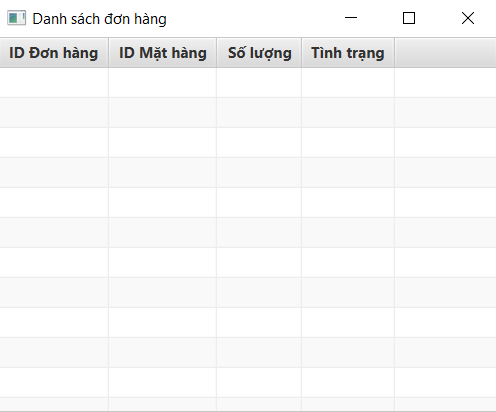 Danh sách đơn hàng
ID Đơn hàng ID Mặt hàng Số lượng Tình trạng